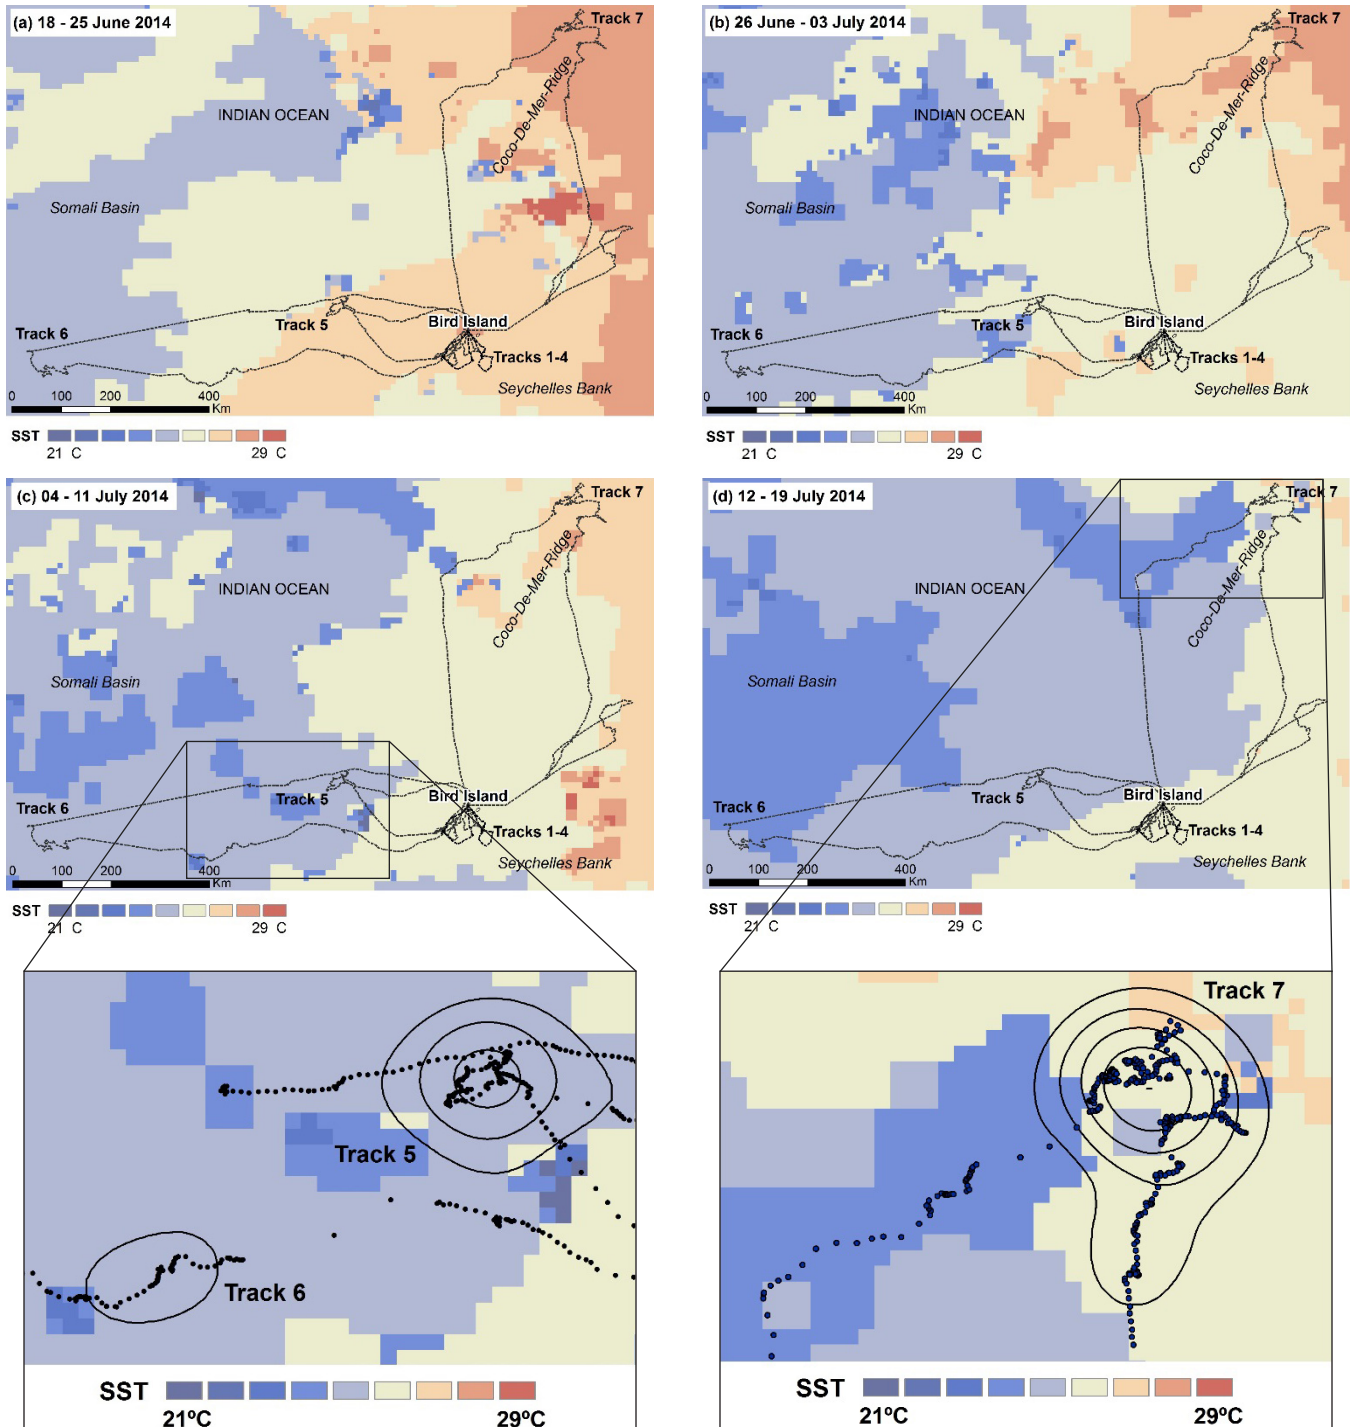 (a) 18 - 25 June 2014
Track 7
INDIAN OCEAN
Coco-De-Mer-Ridge
Somali Basin
Track 6
Track 5
Bird Island
Tracks 1-4
Seychelles Bank
0 100 200 400
Km
SST
21 C 29 C
(b) 26 June - 03 July 2014
Track 7
INDIAN OCEAN
Coco-De-Mer-Ridge
Somali Basin
Track 6
Track 5
Bird Island
Tracks 1-4
Seychelles Bank
0 100 200 400
Km
SST
21 C 29 C
(c) 04 - 11 July 2014
Track 7
INDIAN OCEAN
Coco-De-Mer-Ridge
Somali Basin
Track 6
Track 5
Bird Island
Tracks 1-4
Seychelles Bank
0 100 200 400
Km
SST
21 C 29 C
(d) 12 - 19 July 2014
Track 7
INDIAN OCEAN
Coco-De-Mer-Ridge
Somali Basin
Track 6
Track 5
Bird Island
Tracks 1-4
Seychelles Bank
0 100 200 400
Km
SST
21 C 29 C
Track 5
Track 6
SST
21ºC 29ºC
Track 7
SST
21ºC 29ºC